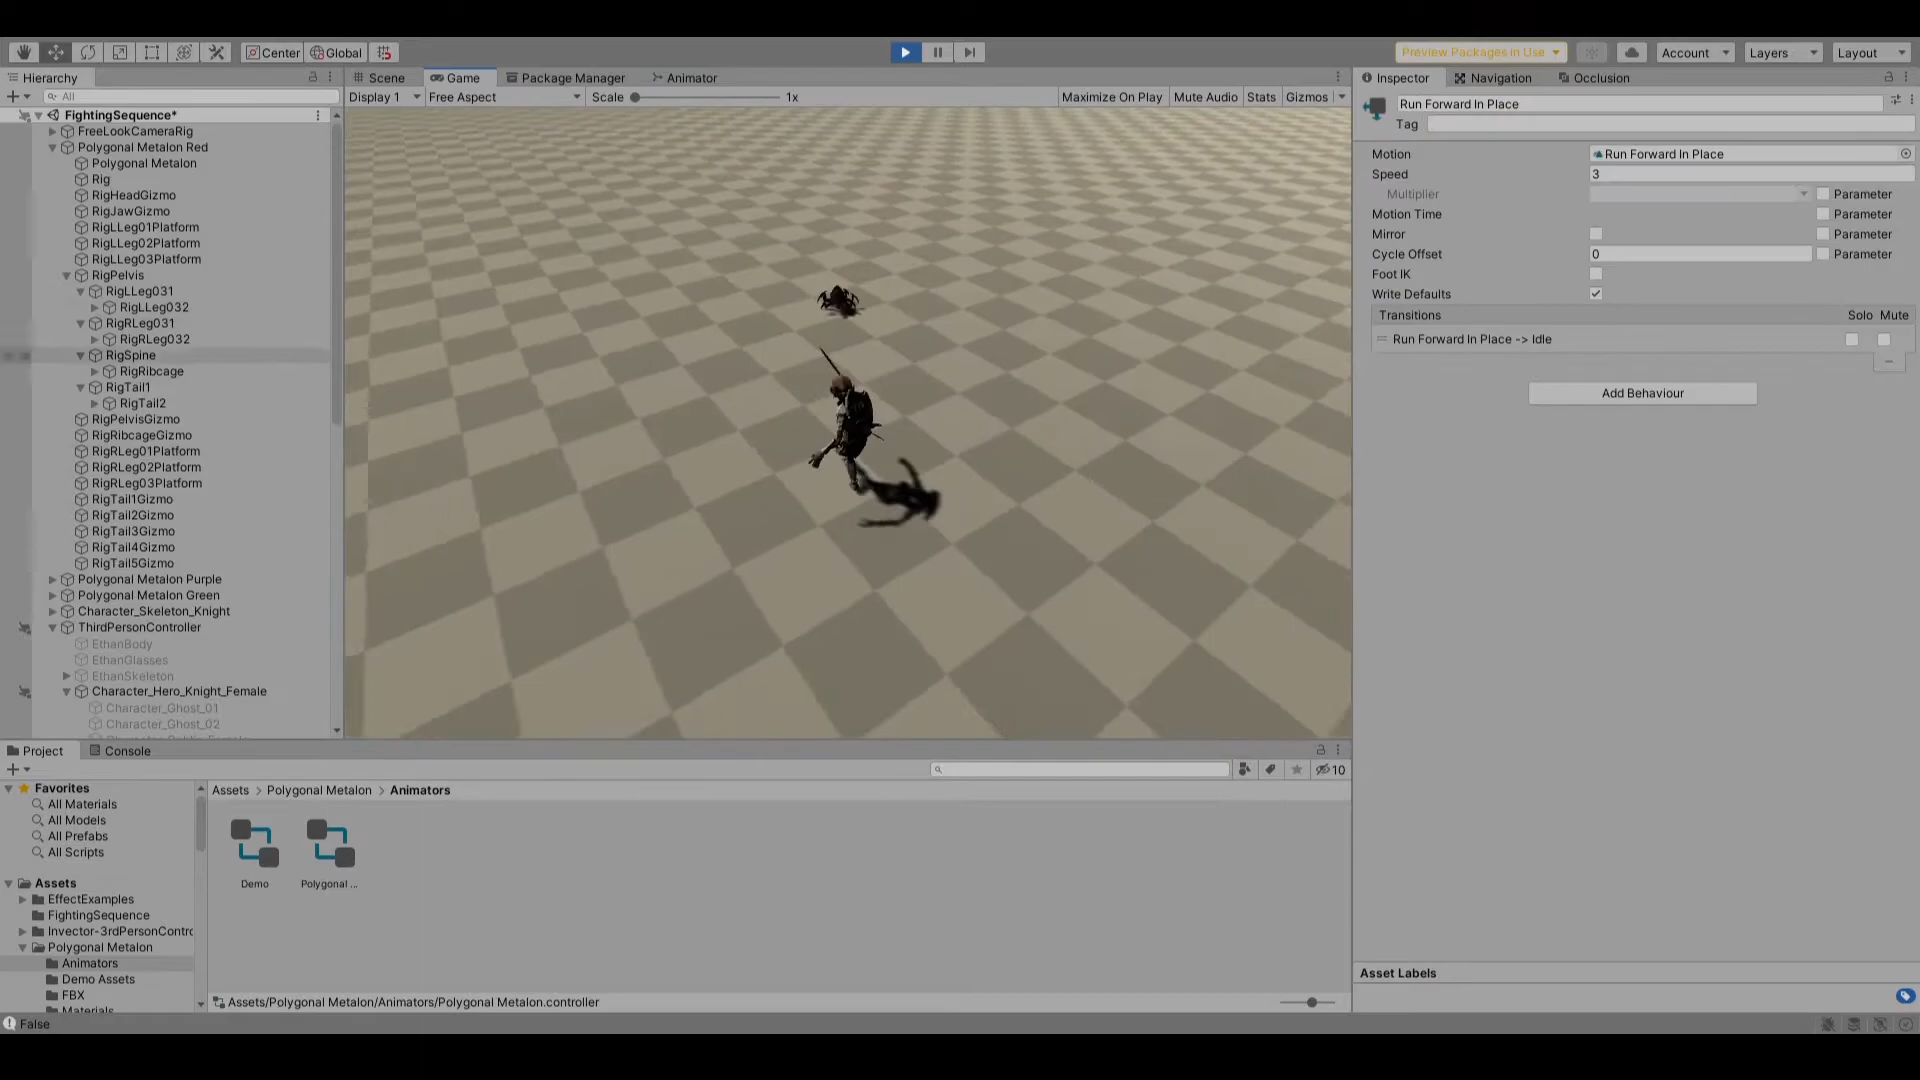 Center Global
Preview Packages in Use Account Layers Layout
Hierarchy
Scene Game Package Manager Animator
Inspector Navigation Occlusion
All
Display 1 Free Aspect Scale 1x Maximize On Play Mute Audio Stats Gizmos
FightingSequence*
FreeLookCameraRig
Polygonal Metalon Red
Polygonal Metalon
Rig
RigHeadGizmo
RigJawGizmo
RigLLeg01Platform
RigLLeg02Platform
RigLLeg03Platform
RigPelvis
RigLLeg031
RigLLeg032
RigRLeg031
RigRLeg032
RigSpine
RigRibcage
RigTail1
RigTail2
RigPelvisGizmo
RigRibcageGizmo
RigRLeg01Platform
RigRLeg02Platform
RigRLeg03Platform
RigTail1Gizmo
RigTail2Gizmo
RigTail3Gizmo
RigTail4Gizmo
RigTail5Gizmo
Polygonal Metalon Purple
Polygonal Metalon Green
Character_Skeleton_Knight
ThirdPersonController
EthanBody
EthanGlasses
EthanSkeleton
Character_Hero_Knight_Female
Character_Ghost_01
Character_Ghost_02
Run Forward In Place
Tag
Motion Run Forward In Place
Speed 3
Multiplier Parameter
Motion Time Parameter
Mirror Parameter
Cycle Offset 0 Parameter
Foot IK
Write Defaults
Transitions Solo Mute
Run Forward In Place -> Idle
Add Behaviour
Asset Labels
Project Console
10
Favorites
All Materials
All Models
All Prefabs
All Scripts
Assets
EffectExamples
FightingSequence
Invector-3rdPersonContro
Polygonal Metalon
Animators
Demo Assets
FBX
Materials
Assets > Polygonal Metalon > Animators
Demo Polygonal ...
Assets/Polygonal Metalon/Animators/Polygonal Metalon.controller
False